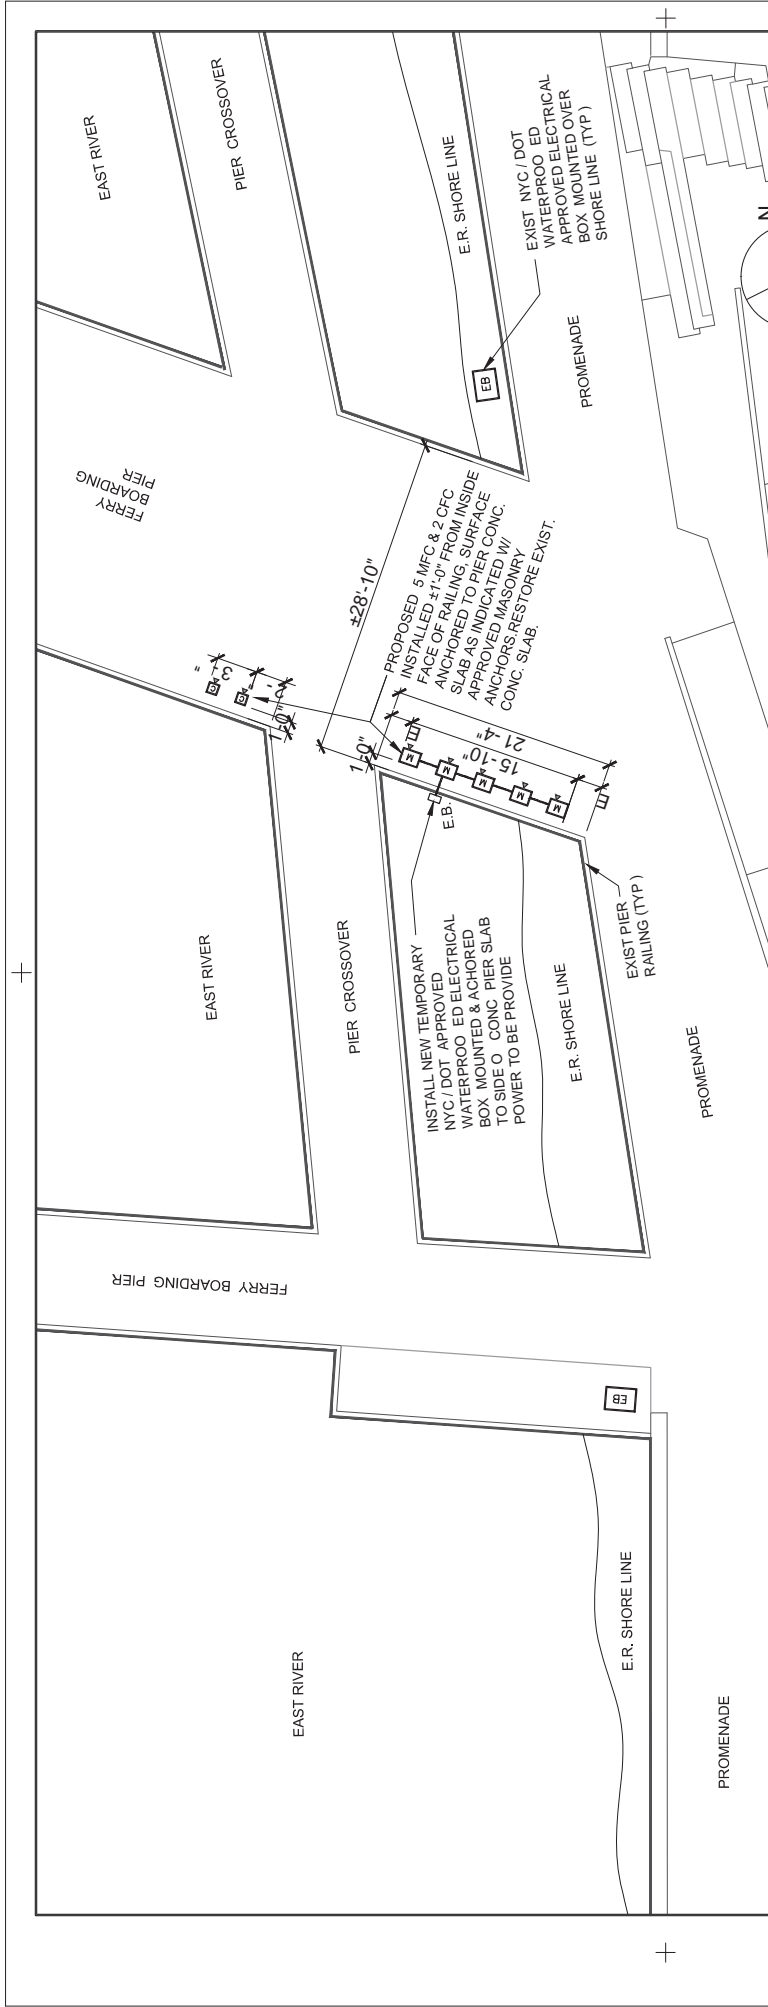 EAST RIVER
PIER CROSSOVER
E.R. SHORE LINE
EXIST NYC / DOT
WATERPROO ED
APPROVED ELECTRICAL
BOX MOUNTED OVER
SHORE LINE (TYP )
N
EB
PROMENADE
FERRY
BOARDING
PIER
±28'-10"
PROPOSED 5 MFC & 2 CFC
INSTALLED ±1'-0" FROM INSIDE
FACE OF RAILING, SURFACE
ANCHORED TO PIER CONC.
SLAB AS INDICATED W/
APPROVED MASONRY
ANCHORS. RESTORE EXIST.
CONC. SLAB.
C
C
1'-0"
1'-0"
M
M
M
M
M
15'-10"
21'-4"
E.B.
EXIST PIER
RAILING (TYP )
EAST RIVER
PIER CROSSOVER
INSTALL NEW TEMPORARY
NYC / DOT APPROVED
WATERPROO ED ELECTRICAL
BOX MOUNTED & ACHORED
TO SIDE O CONC PIER SLAB
POWER TO BE PROVIDE
E.R. SHORE LINE
PROMENADE
FERRY BOARDING PIER
EB
EAST RIVER
E.R. SHORE LINE
PROMENADE